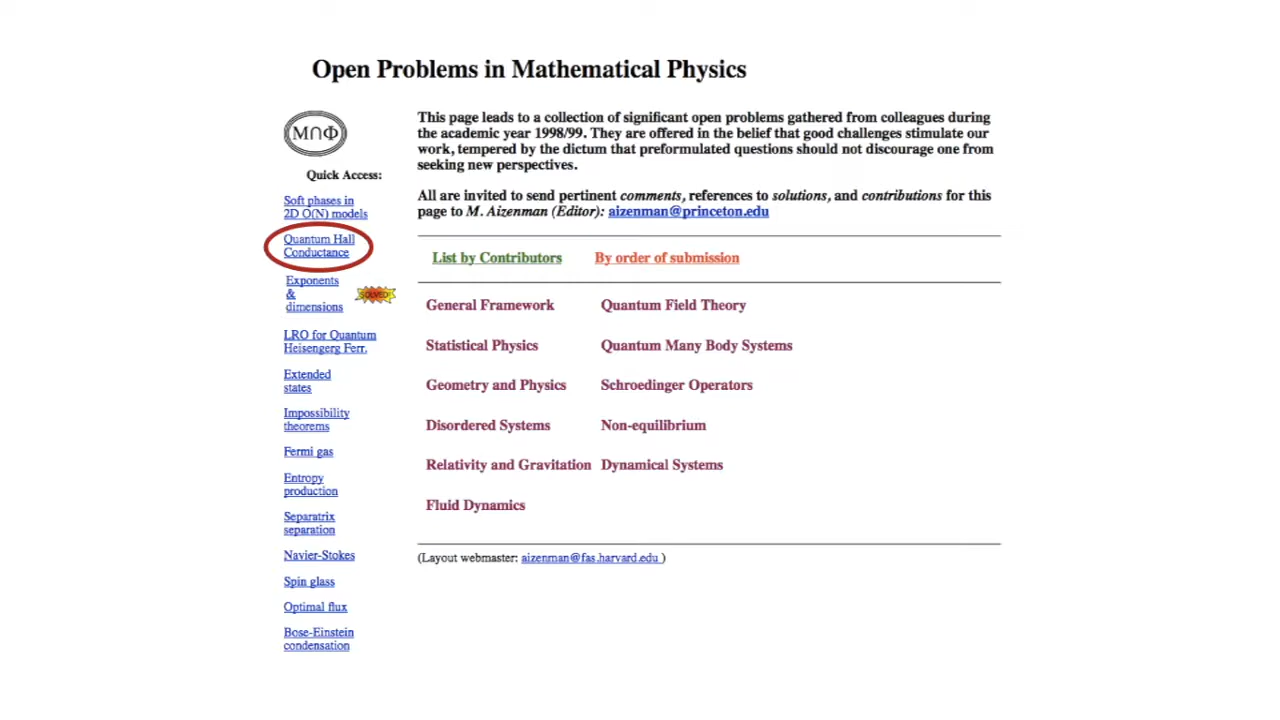 Open Problems in Mathematical Physics
M∩Φ
Quick Access:
Soft phases in
2D O(N) models
Quantum Hall
Conductance
Exponents
&
dimensions
SOLVED!
LRO for Quantum
Heisengerg Ferr.
Extended
states
Impossibility
theorems
Fermi gas
Entropy
production
Separatrix
separation
Navier-Stokes
Spin glass
Optimal flux
Bose-Einstein
condensation
This page leads to a collection of significant open problems gathered from colleagues during
the academic year 1998/99. They are offered in the belief that good challenges stimulate our
work, tempered by the dictum that preformulated questions should not discourage one from
seeking new perspectives.
All are invited to send pertinent comments, references to solutions, and contributions for this
page to M. Aizenman (Editor): aizenman@princeton.edu
List by Contributors By order of submission
General Framework Quantum Field Theory
Statistical Physics Quantum Many Body Systems
Geometry and Physics Schroedinger Operators
Disordered Systems Non-equilibrium
Relativity and Gravitation Dynamical Systems
Fluid Dynamics
(Layout webmaster: aizenman@fas.harvard.edu )